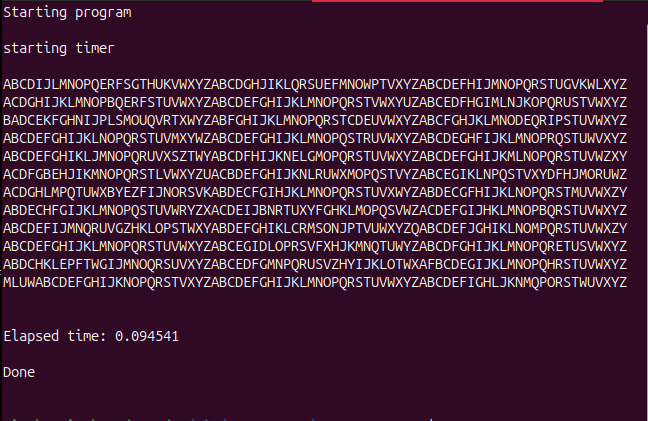 Starting program
starting timer
ABCDIJLMNOPQERFSGTHUKVWXYZABCDGHJIKLQRSUEFMNOWPTVXYZABCDEFHIJMNOPQRSTUGVKWLXYZ
ACDGHIJKLMNOPBQERFSTUVWXYZABCDEFGHIJKLMNOPQRSTVWXYUZABCEDFHGIMLNJKOPQRUSTVWXYZ
BADCEKFGHNIJPLSMOUQVRTXWYZABFGHIJKLMNOPQRSTCDEUVWXYZABCFGHJKLMNODEQRIPSTUVWXYZ
ABCDEFGHIJKLNOPQRSTUVMXYWZABCDEFGHIJKLMNOPQSTRUVWXYZABCDEGHFIJKLMNOPRQSTUWVXYZ
ABCDEFGHIKLJMNOPQRUVXSZTWYABCDFHIJKNELGMOPQRSTUVWXYZABCDEFGHIJKMLNOPQRSTUVWZXY
ACDFGBEHJIKMNOPQRSTLVWXYZUACBDEFGHIJKNLRUWXMOPQSTVYZABCEGIKLNPQSTVXYDFHJMORUWZ
ACDGHLMPQTUWXBYEZFIJNORSVKABDECFGIHJKLMNOPQRSTUVXWYZABDECGFHIJKLNOPQRSTMUVWXZY
ABDECHFGIJKLMNOPQSTUVWRYZXACDEIJBNRTUXYFGHKLMOPQSVWZACDEFGIJHKLMNOPBQRSTUVWXYZ
ABCDEFIJMNQRUVGZHKLOPSTWXYABDEFGHIKLCRMSONJPTVUWXYZQABCDEFJGHIKLNOMPQRSTUVWXZY
ABCDEFGHIJKLMNOPQRSTUVWXYZABCEGIDLOPRSVFXHJKMNQTUWYZABCDFGHIJKLMNOPQRETUSVWXYZ
ABDCHKLEPFTWGIJMNOQRSUVXYZABCEDFGMNPQRUSVZHYIJKLOTWXAFBCDEGIJKLMNOPQHRSTUVWXYZ
MLUWABCDEFGHIJKNOPQRSTVXYZABCDEFGHIJKLMNOPQRSTUVWXYZABCDEFIGHLJKNMQPORSTWUVXYZ
Elapsed time: 0.094541
Done